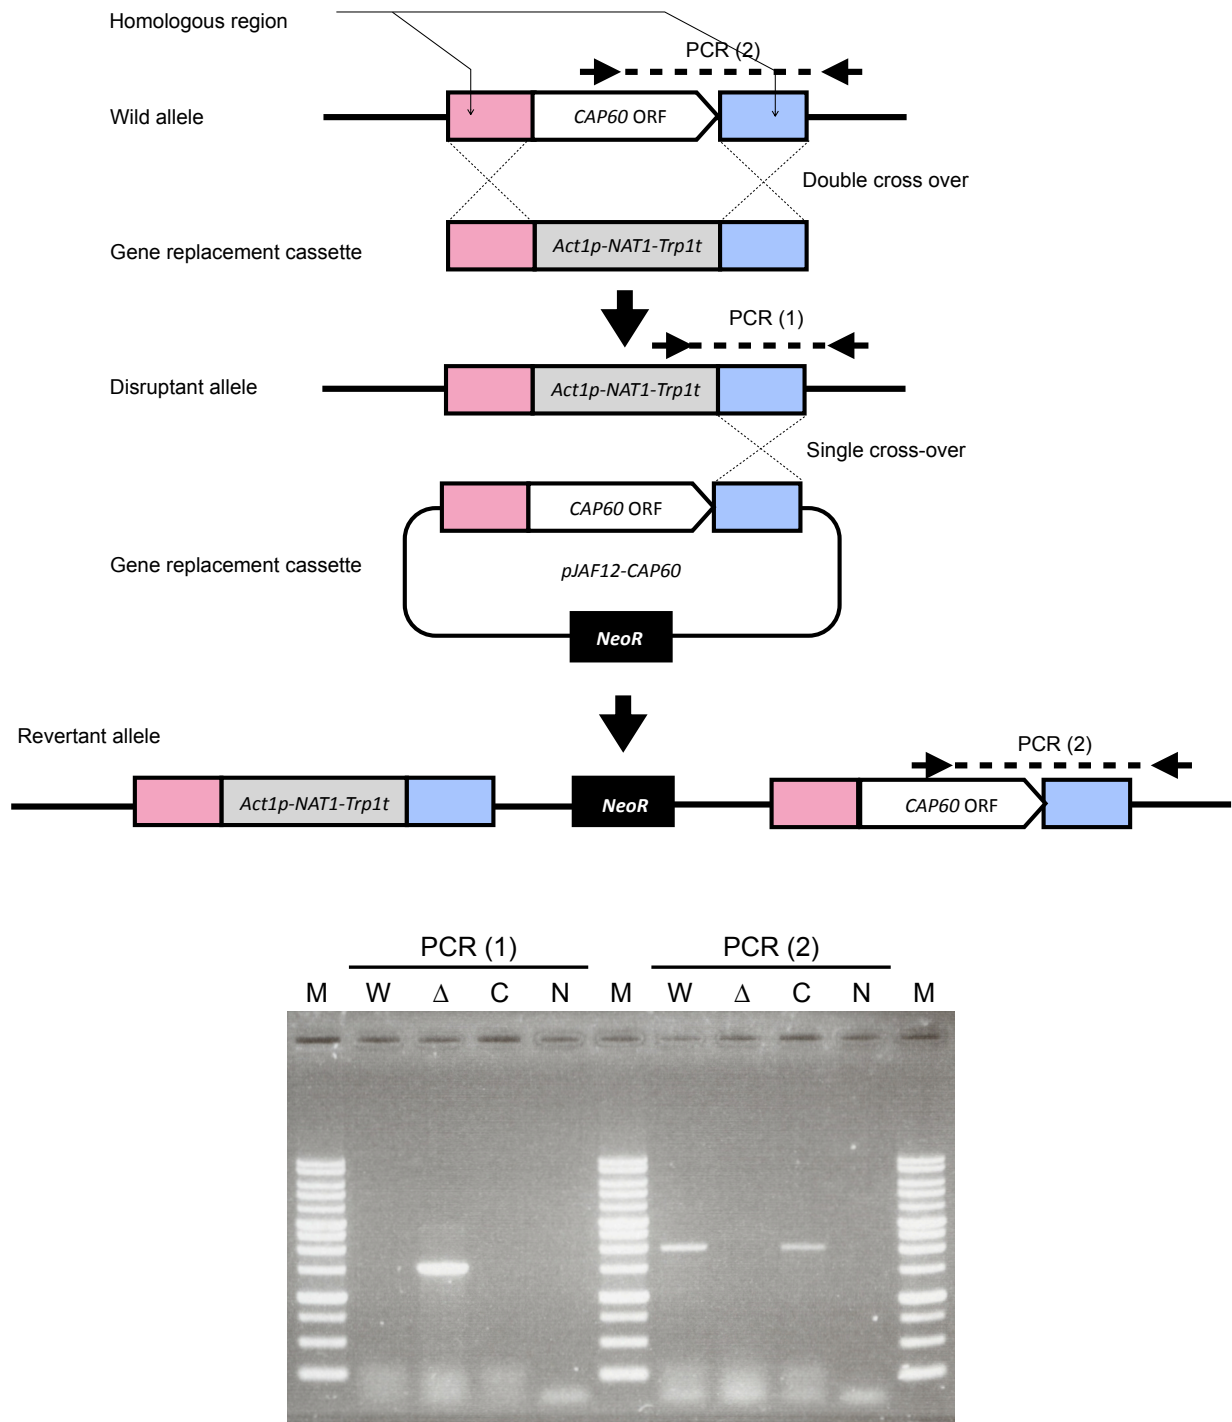 Homologous region
PCR (2)
Wild allele
CAP60 ORF
Double cross over
Gene replacement cassette
Act1p-NAT1-Trp1t
PCR (1)
Disruptant allele
Act1p-NAT1-Trp1t
Single cross-over
CAP60 ORF
Gene replacement cassette
pJAF12-CAP60
NeoR
Revertant allele
PCR (2)
Act1p-NAT1-Trp1t
NeoR
CAP60 ORF
PCR (1) PCR (2)
M W Δ C N M W Δ C N M